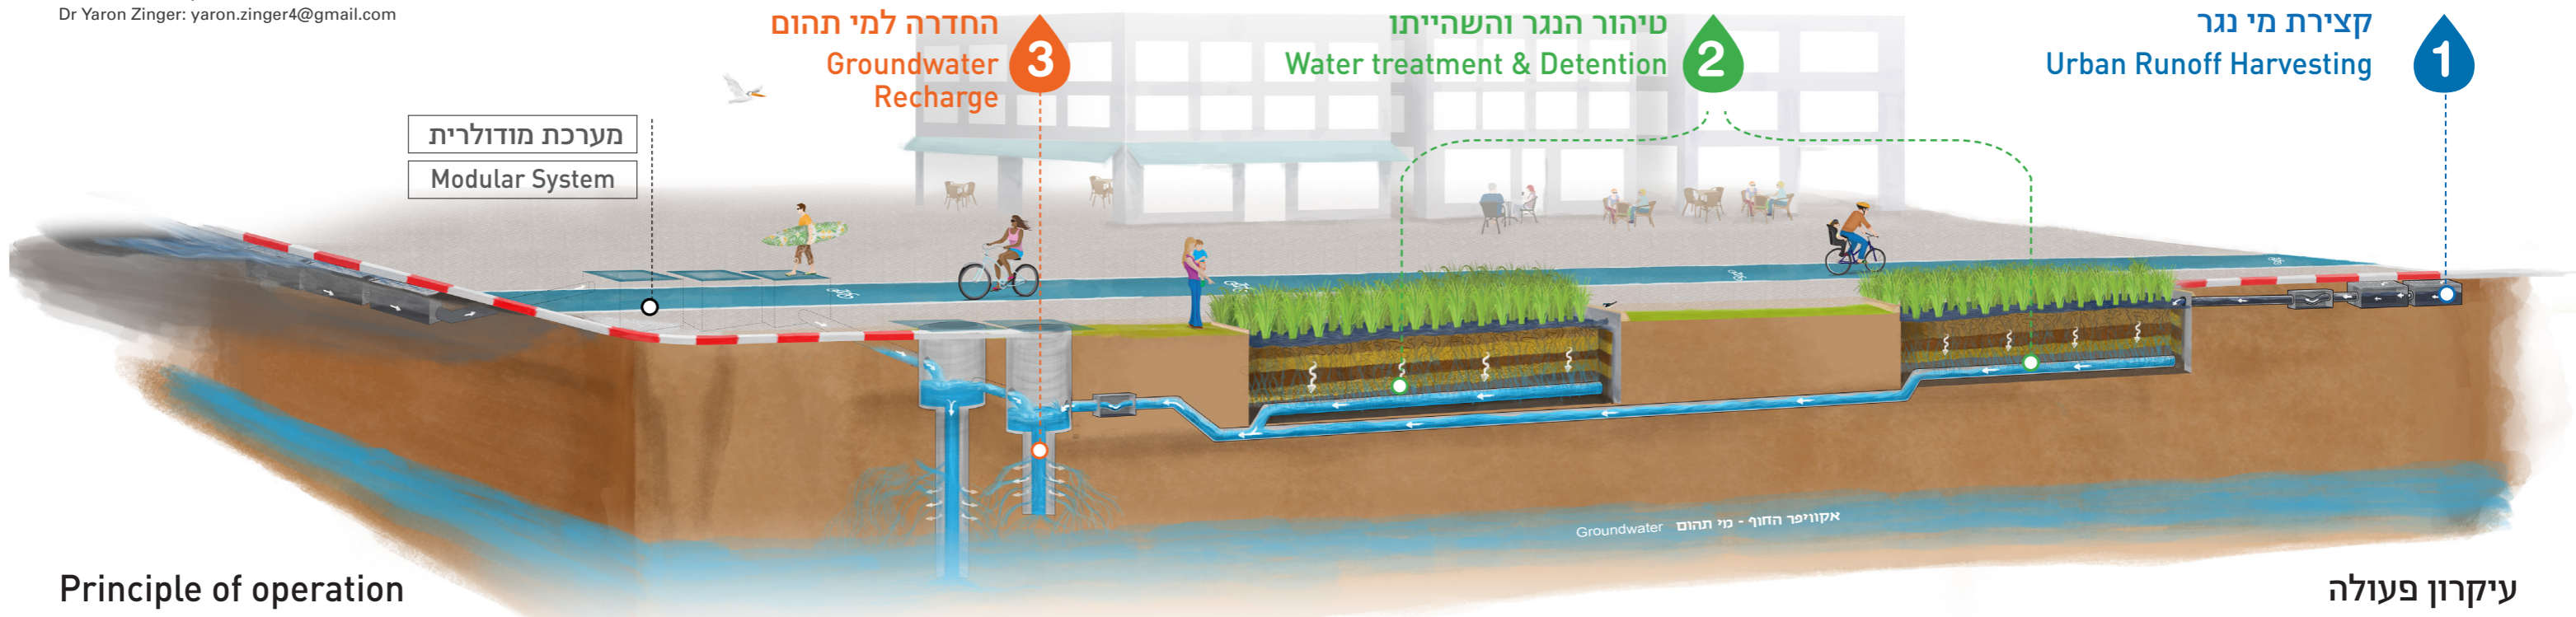 Dr Yaron Zinger: yaron.zinger4@gmail.com
קצירת מי נגר
Urban Runoff Harvesting
1
טיהור הנגר והשהייתו
Water treatment & Detention
2
החדרה למי תהום
Groundwater
Recharge
3
מערכת מודולרית
Modular System
אקוויפר החוף - מי תהום Groundwater
Principle of operation
עיקרון פעולה